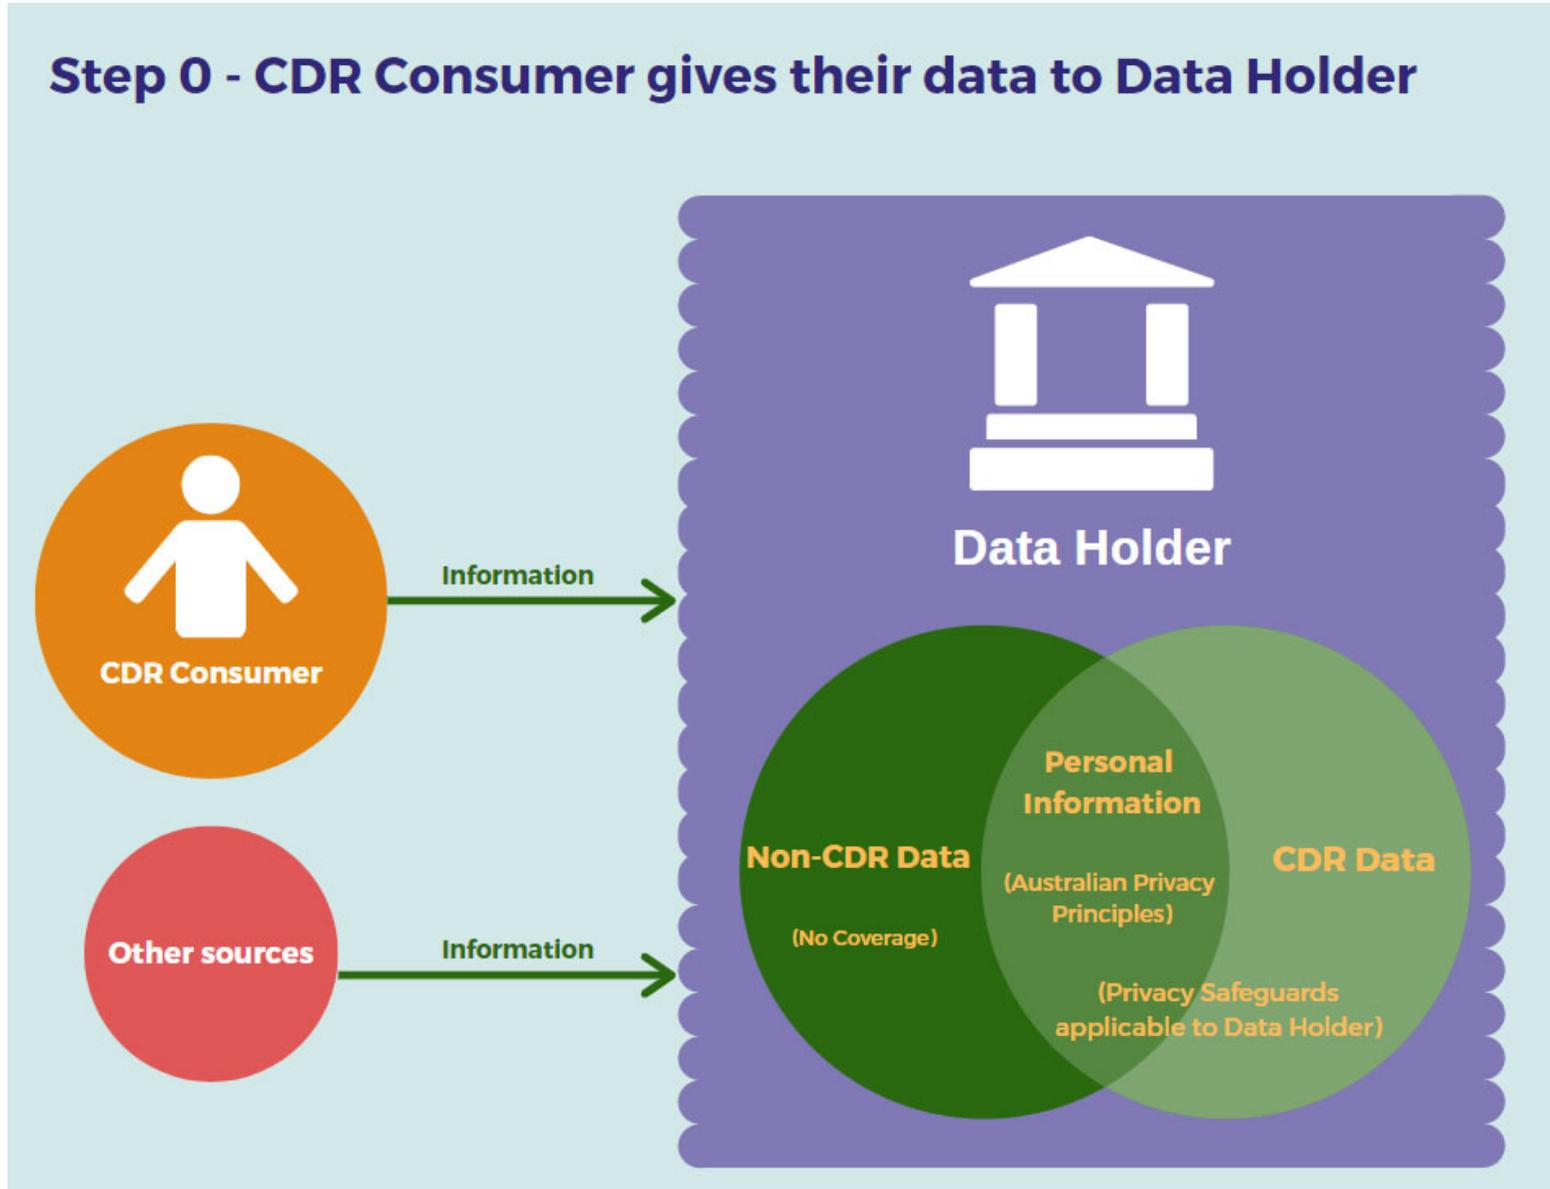 Step 0 - CDR Consumer gives their data to Data Holder
Data Holder
Information
CDR Consumer
Personal
Information
Non-CDR Data
CDR Data
(Australian Privacy
Principles)
(No Coverage)
Other sources
Information
(Privacy Safeguards
applicable to Data Holder)